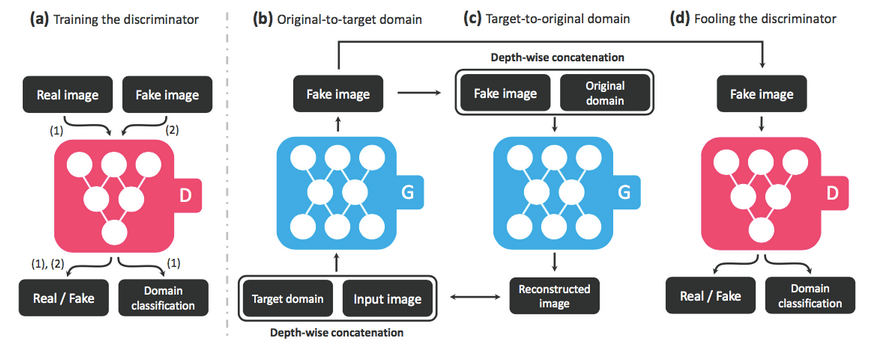 (a) Training the discriminator
(b) Original-to-target domain
(c) Target-to-original domain
(d) Fooling the discriminator
Real image
Fake image
(1)
(2)
D
(1), (2)
(1)
Real / Fake
Domain
classification
Fake image
G
Target domain
Input image
Depth-wise concatenation
Depth-wise concatenation
Fake image
Original
domain
G
Reconstructed
image
Fake image
D
Real / Fake
Domain
classification